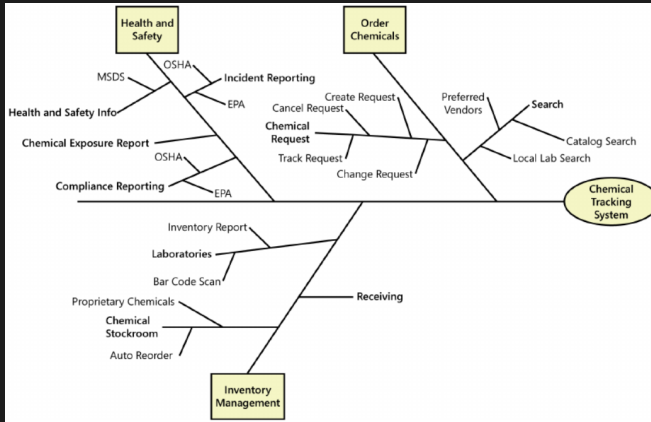 Health and
Safety
Order
Chemicals
OSHA
MSDS
Incident Reporting
EPA
Health and Safety Info
Chemical Exposure Report
OSHA
Compliance Reporting
EPA
Create Request
Cancel Request
Chemical
Request
Track Request
Change Request
Preferred
Vendors
Search
Catalog Search
Local Lab Search
Chemical
Tracking
System
Inventory Report
Laboratories
Bar Code Scan
Receiving
Proprietary Chemicals
Chemical
Stockroom
Auto Reorder
Inventory
Management